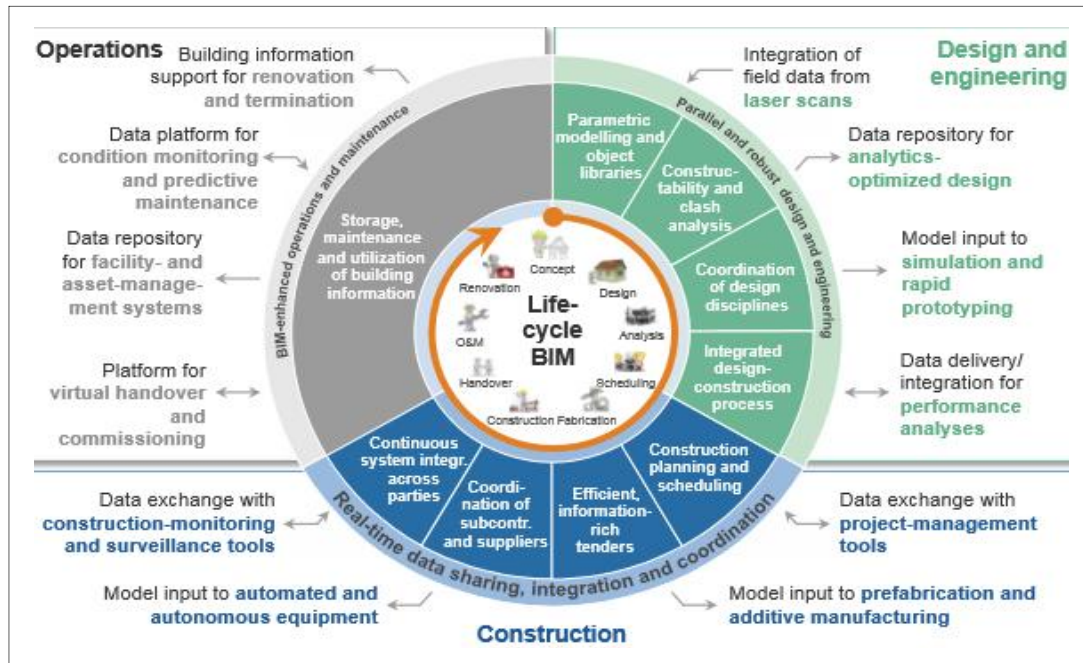 Operations
Building information
support for renovation
and termination
Data platform for
condition monitoring
and predictive
maintenance
Data repository
for facility- and
asset-manage-
ment systems
Platform for
virtual handover
and
commissioning
BIM-enhanced operations and maintenance
Storage,
maintenance
and utilization
of building
information
Design and
engineering
Integration of
field data from
laser scans
Data repository for
analytics-
optimized design
Model input to
simulation and
rapid
prototyping
Data delivery/
integration for
performance
analyses
Parallel and robust design and engineering
Parametric
modelling and
object
libraries
Construc-
tability and
clash
analysis
Coordination
of design
disciplines
Integrated
design-
construction
process
Life-
cycle
BIM
Concept
Design
Analysis
Scheduling
Fabrication
Construction
Handover
O&M
Renovation
Continuous
system integr.
across
parties
Coordi-
nation of
subcontr.
and suppliers
Efficient,
information-
rich
tenders
Construction
planning and
scheduling
Real-time data sharing, integration and coordination
Data exchange with
construction-monitoring
and surveillance tools
Model input to automated and
autonomous equipment
Data exchange with
project-management
tools
Model input to prefabrication and
additive manufacturing
Construction